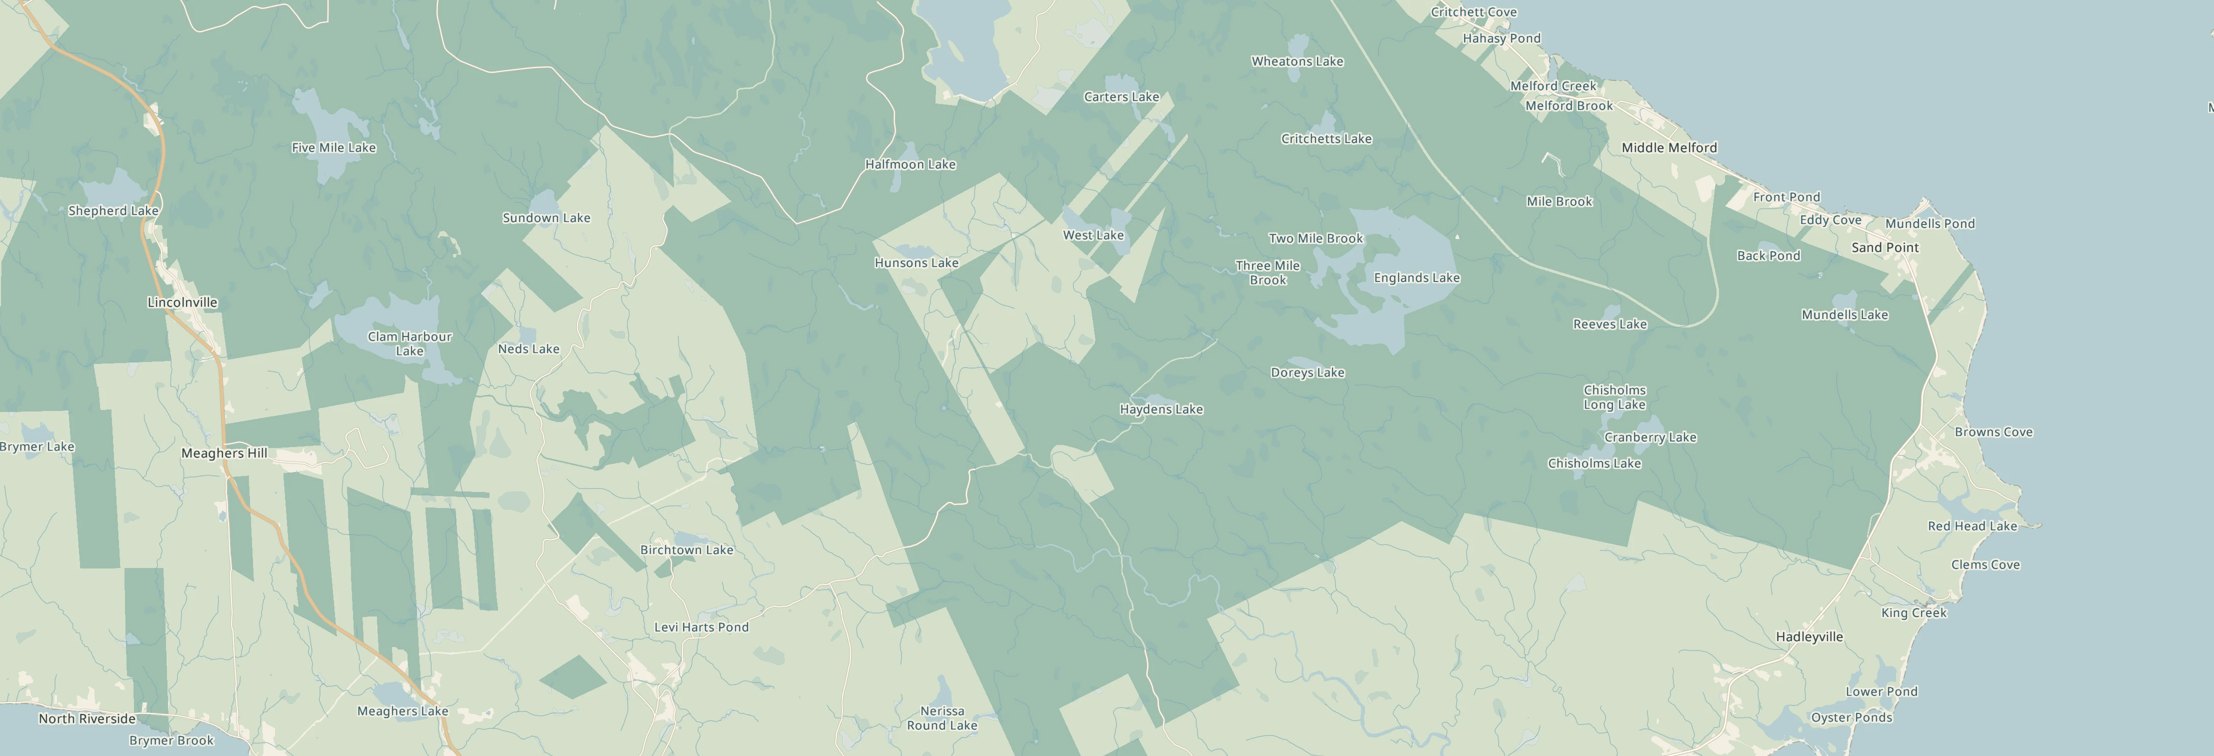 Critchett Cove
Hahasy Pond
Wheatons Lake
Melford Creek
Carters Lake
Melford Brook
Critchetts Lake
Five Mile Lake
Middle Melford
Halfmoon Lake
Front Pond
Mile Brook
Shepherd Lake
Sundown Lake
Eddy Cove
Mundells Pond
West Lake
Two Mile Brook
Sand Point
Back Pond
Hunsons Lake
Three Mile
Brook
Englands Lake
Lincolnville
Mundells Lake
Reeves Lake
Clam Harbour
Lake
Neds Lake
Doreys Lake
Chisholms
Long Lake
Haydens Lake
Browns Cove
Cranberry Lake
Brymer Lake
Meaghers Hill
Chisholms Lake
Red Head Lake
Birchtown Lake
Clems Cove
King Creek
Levi Harts Pond
Hadleyville
Lower Pond
Meaghers Lake
Nerissa
Round Lake
North Riverside
Oyster Ponds
Brymer Brook